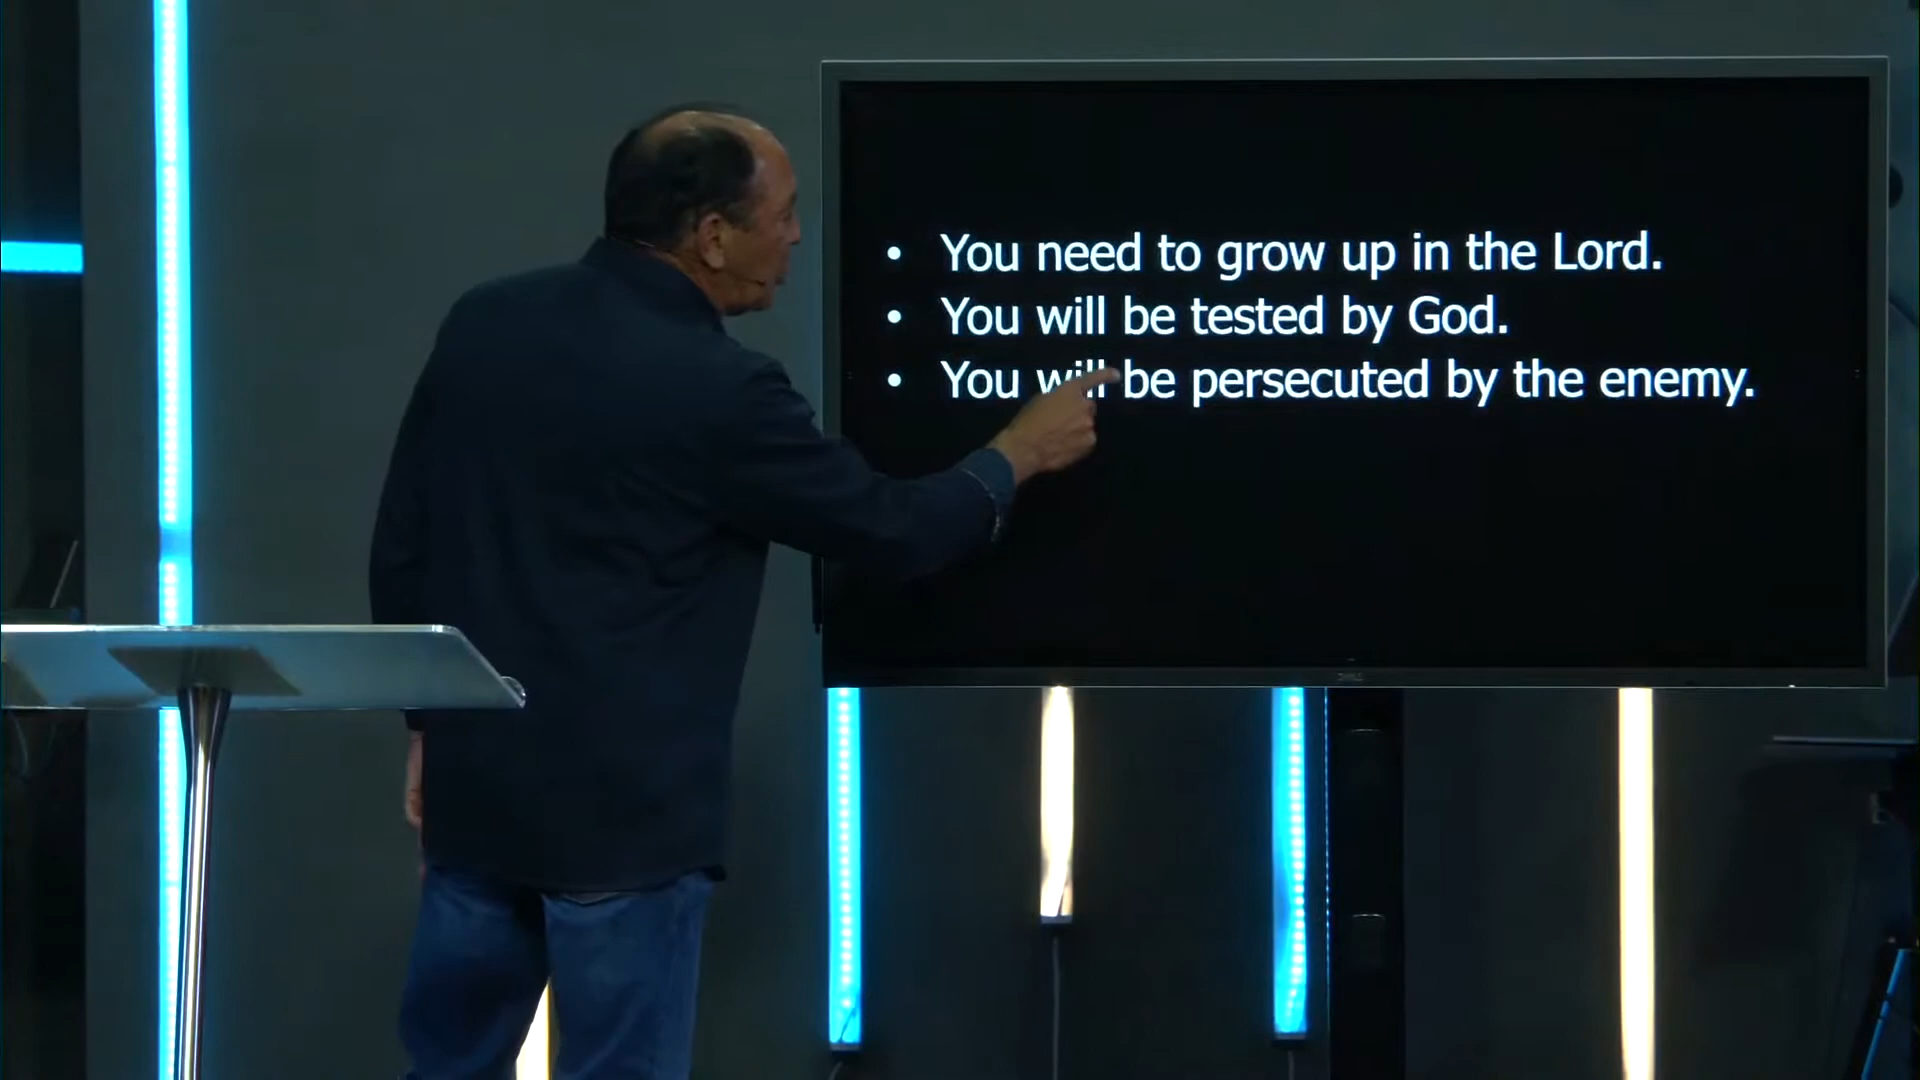 • You need to grow up in the Lord.
• You will be tested by God.
• You will be persecuted by the enemy.